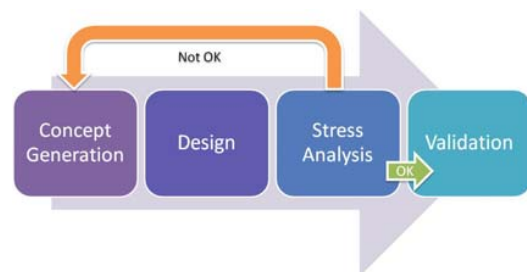 Not OK
Concept
Generation
Design
Stress
Analysis
OK
Validation